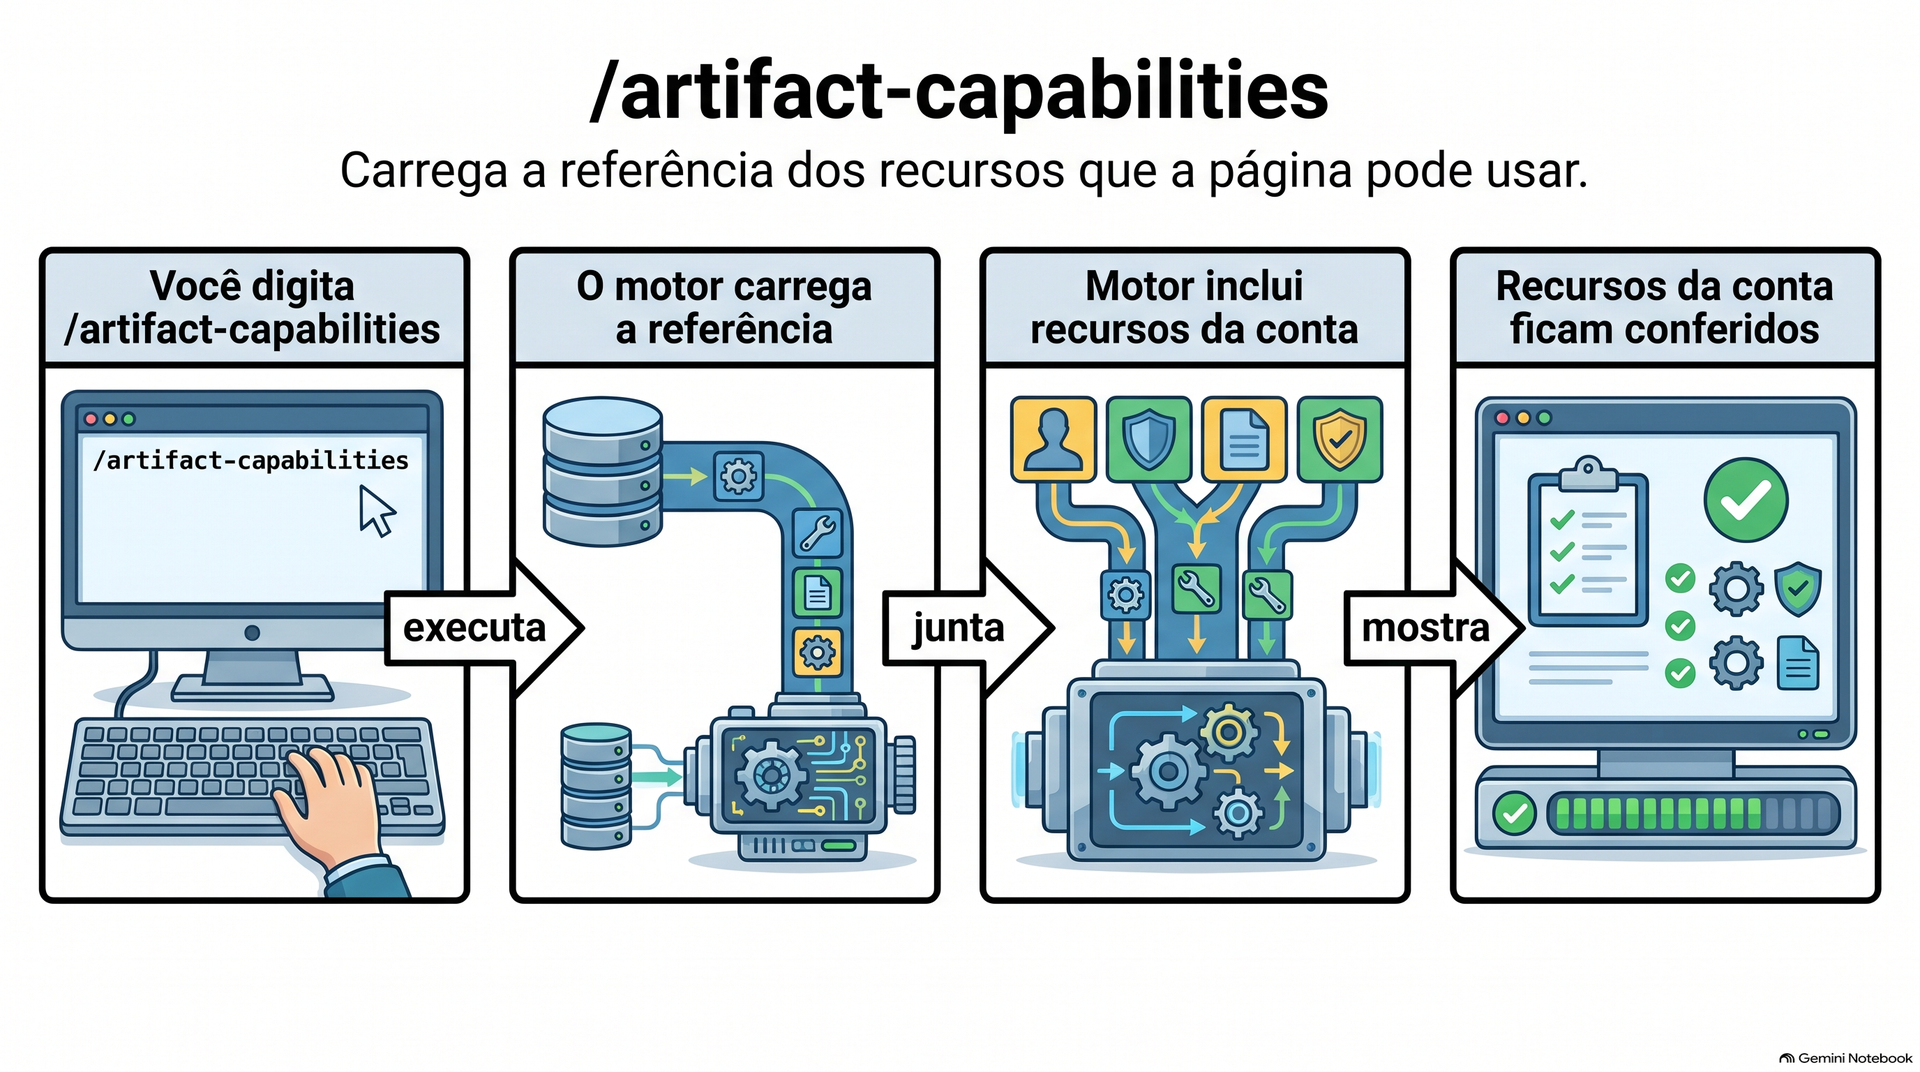 /artifact-capabilities
Carrega a referência dos recursos que a página pode usar.
Você digita
/artifact-capabilities
/artifact-capabilities
executa
O motor carrega
a referência
junta
Motor inclui
recursos da conta
mostra
Recursos da conta
ficam conferidos
Gemini Notebook